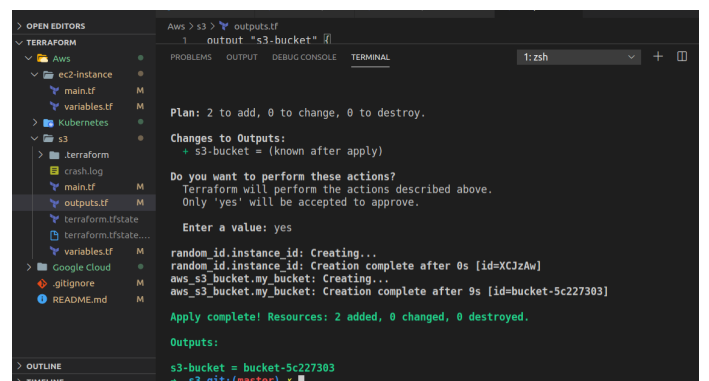 OPEN EDITORS
TERRAFORM
Aws
ec2-instance
main.tf M
variables.tf M
Kubernetes
s3
.terraform
crash.log
main.tf M
outputs.tf M
terraform.tfstate
terraform.tfstate....
variables.tf M
Google Cloud
.gitignore M
README.md M
OUTLINE
Aws > s3 > outputs.tf
1 output "s3-bucket" {
PROBLEMS OUTPUT DEBUG CONSOLE TERMINAL 1: zsh
Plan: 2 to add, 0 to change, 0 to destroy.
Changes to Outputs:
+ s3-bucket = (known after apply)
Do you want to perform these actions?
Terraform will perform the actions described above.
Only 'yes' will be accepted to approve.
Enter a value: yes
random_id.instance_id: Creating...
random_id.instance_id: Creation complete after 0s [id=XCJzAw]
aws_s3_bucket.my_bucket: Creating...
aws_s3_bucket.my_bucket: Creation complete after 9s [id=bucket-5c227303]
Apply complete! Resources: 2 added, 0 changed, 0 destroyed.
Outputs:
s3-bucket = bucket-5c227303
s3 git:(master)